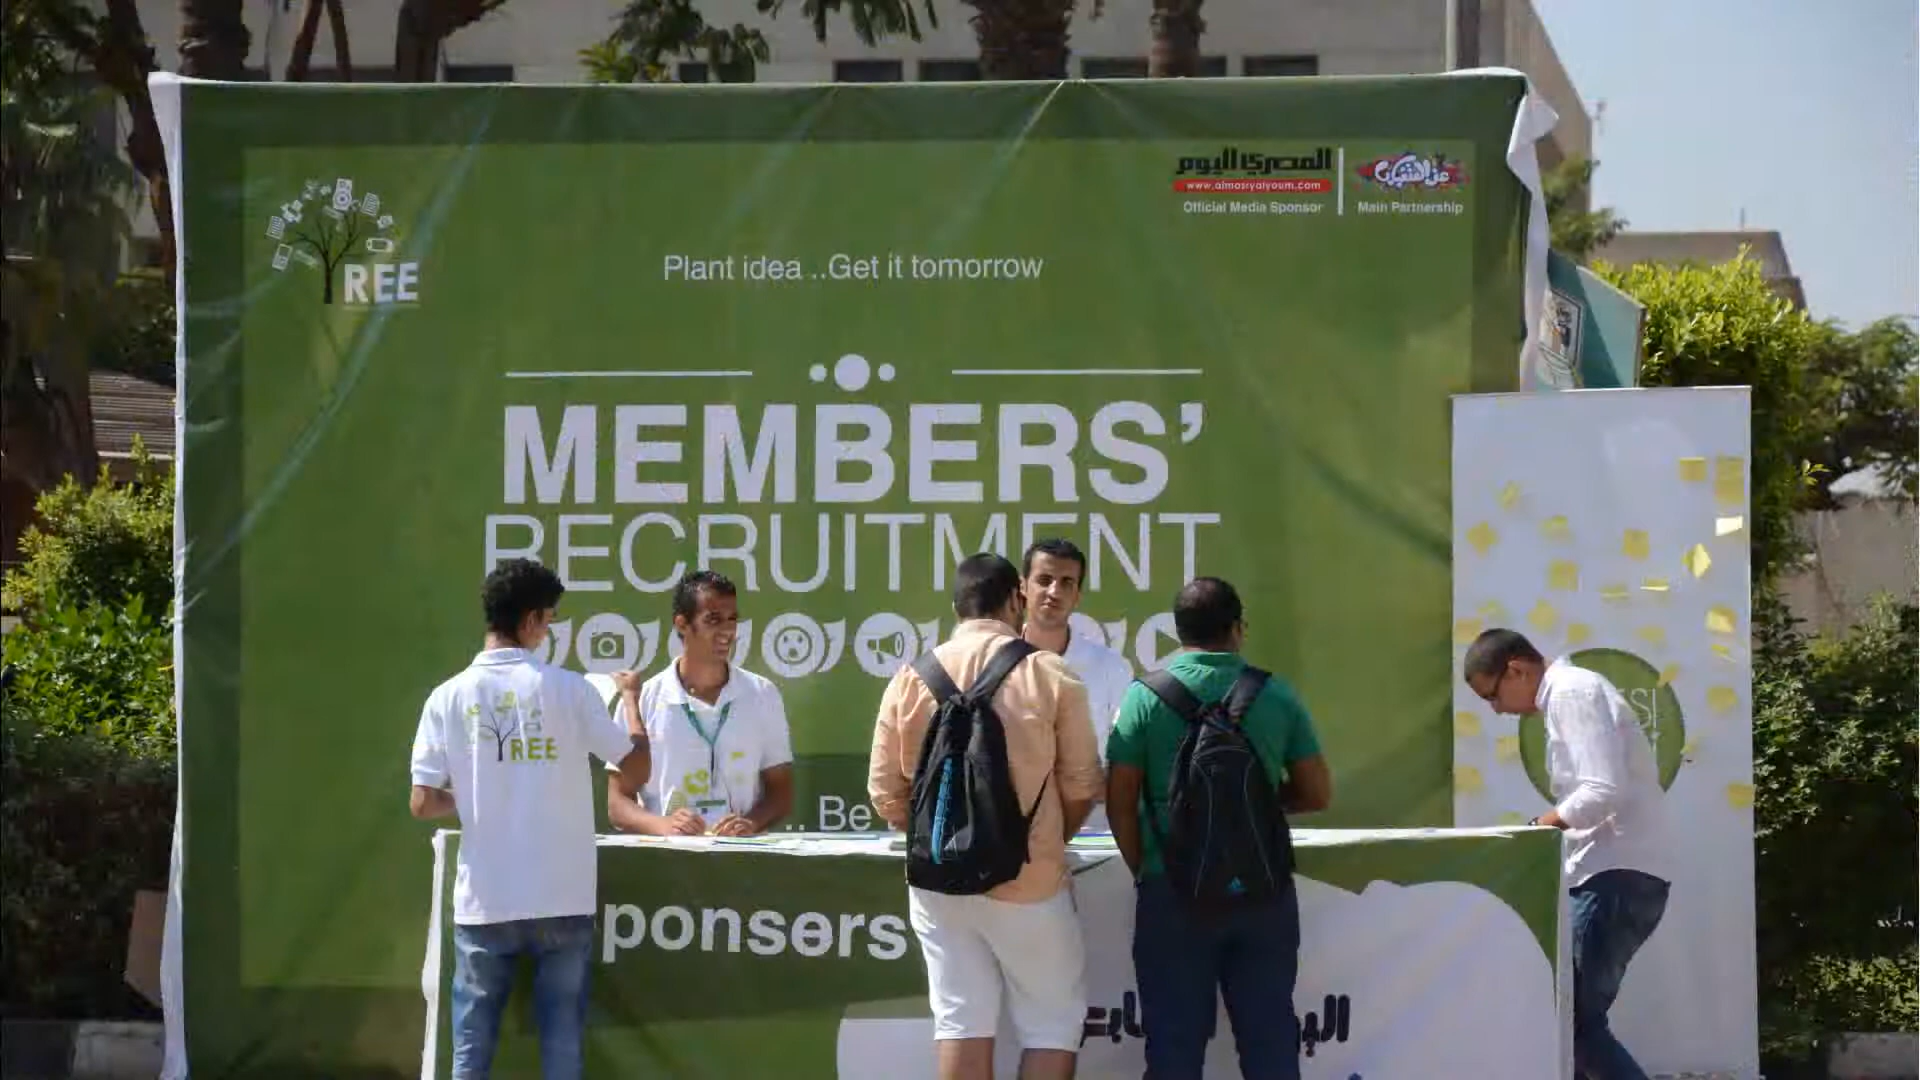 المصري اليوم
www.almasryalyoum.com
Official Media Sponsor
Main Partnership
REE
Plant idea ..Get it tomorrow
MEMBERS’
RECRUITMENT
REE
.. Be
ponsers